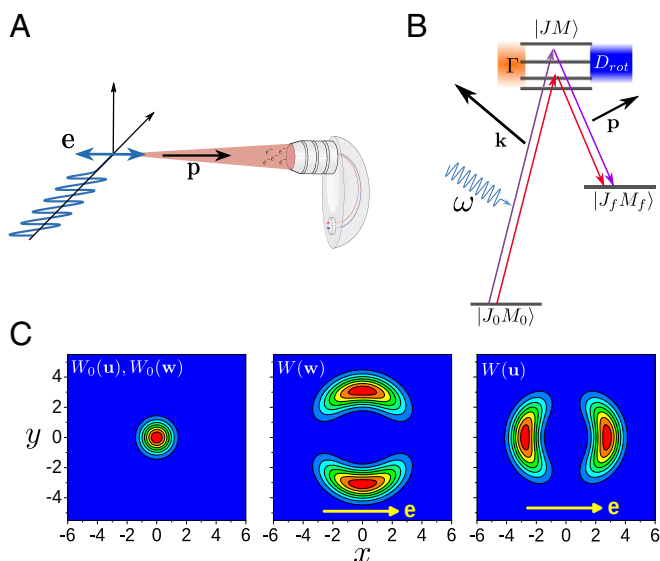 A
e
p
B
|JM⟩
Γ
D_rot
k
p
ω
|J_f M_f⟩
|J_0 M_0⟩
C
W_0(u), W_0(w)
W(w)
W(u)
y
4
2
0
-2
-4
e
e
-6 -4 -2 0 2 4 6
-6 -4 -2 0 2 4 6
-6 -4 -2 0 2 4 6
x